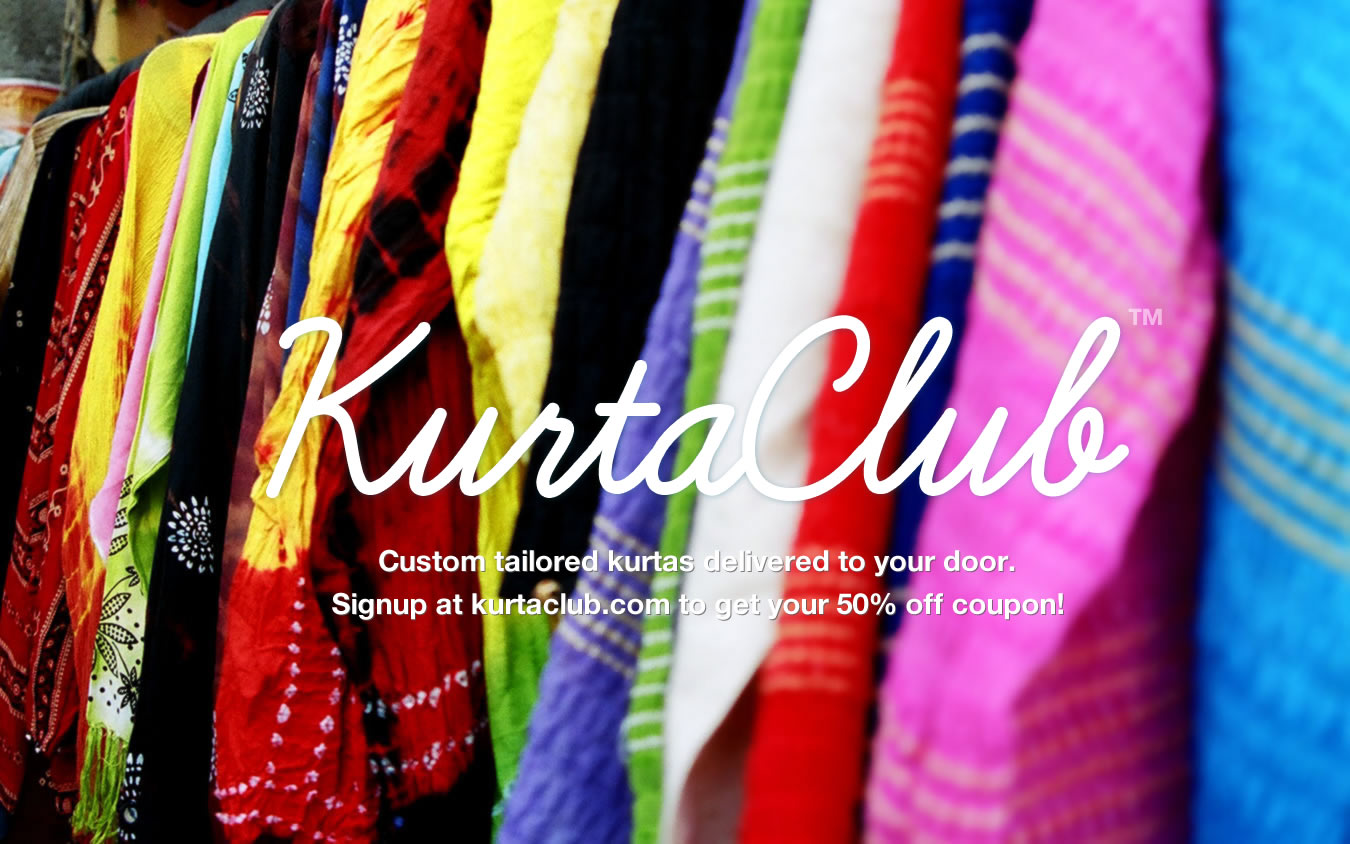 KurtaClub™
Custom tailored kurtas delivered to your door.
Signup at kurtaclub.com to get your 50% off coupon!